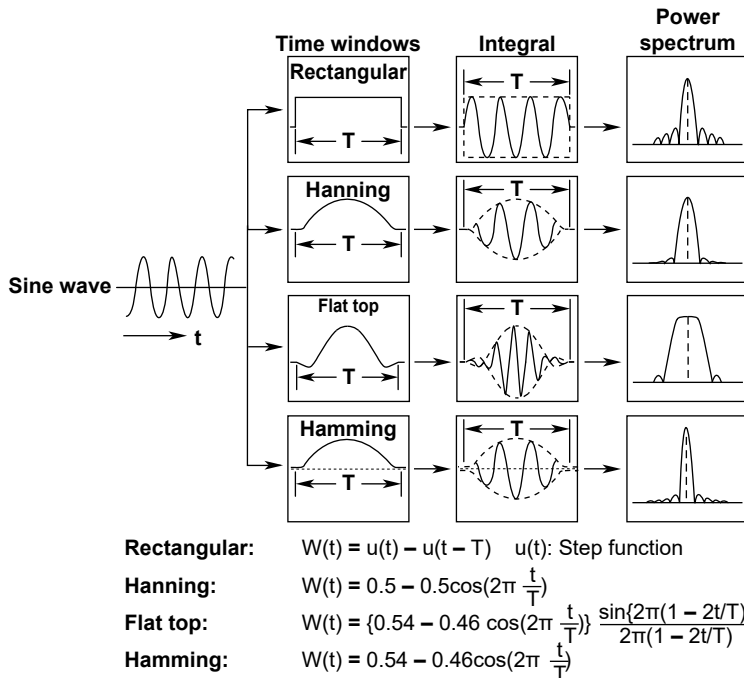 Time windows
Integral
Power
spectrum
Rectangular
T
T
Hanning
T
T
Sine wave
t
Flat top
T
T
Hamming
T
T
Rectangular: W(t) = u(t) – u(t – T) u(t): Step function
Hanning: W(t) = 0.5 – 0.5cos(2π t/T)
Flat top: W(t) = {0.54 – 0.46 cos(2π t/T)} sin{2π(1 – 2t/T)/2π(1 – 2t/T)
Hamming: W(t) = 0.54 – 0.46cos(2π t/T)